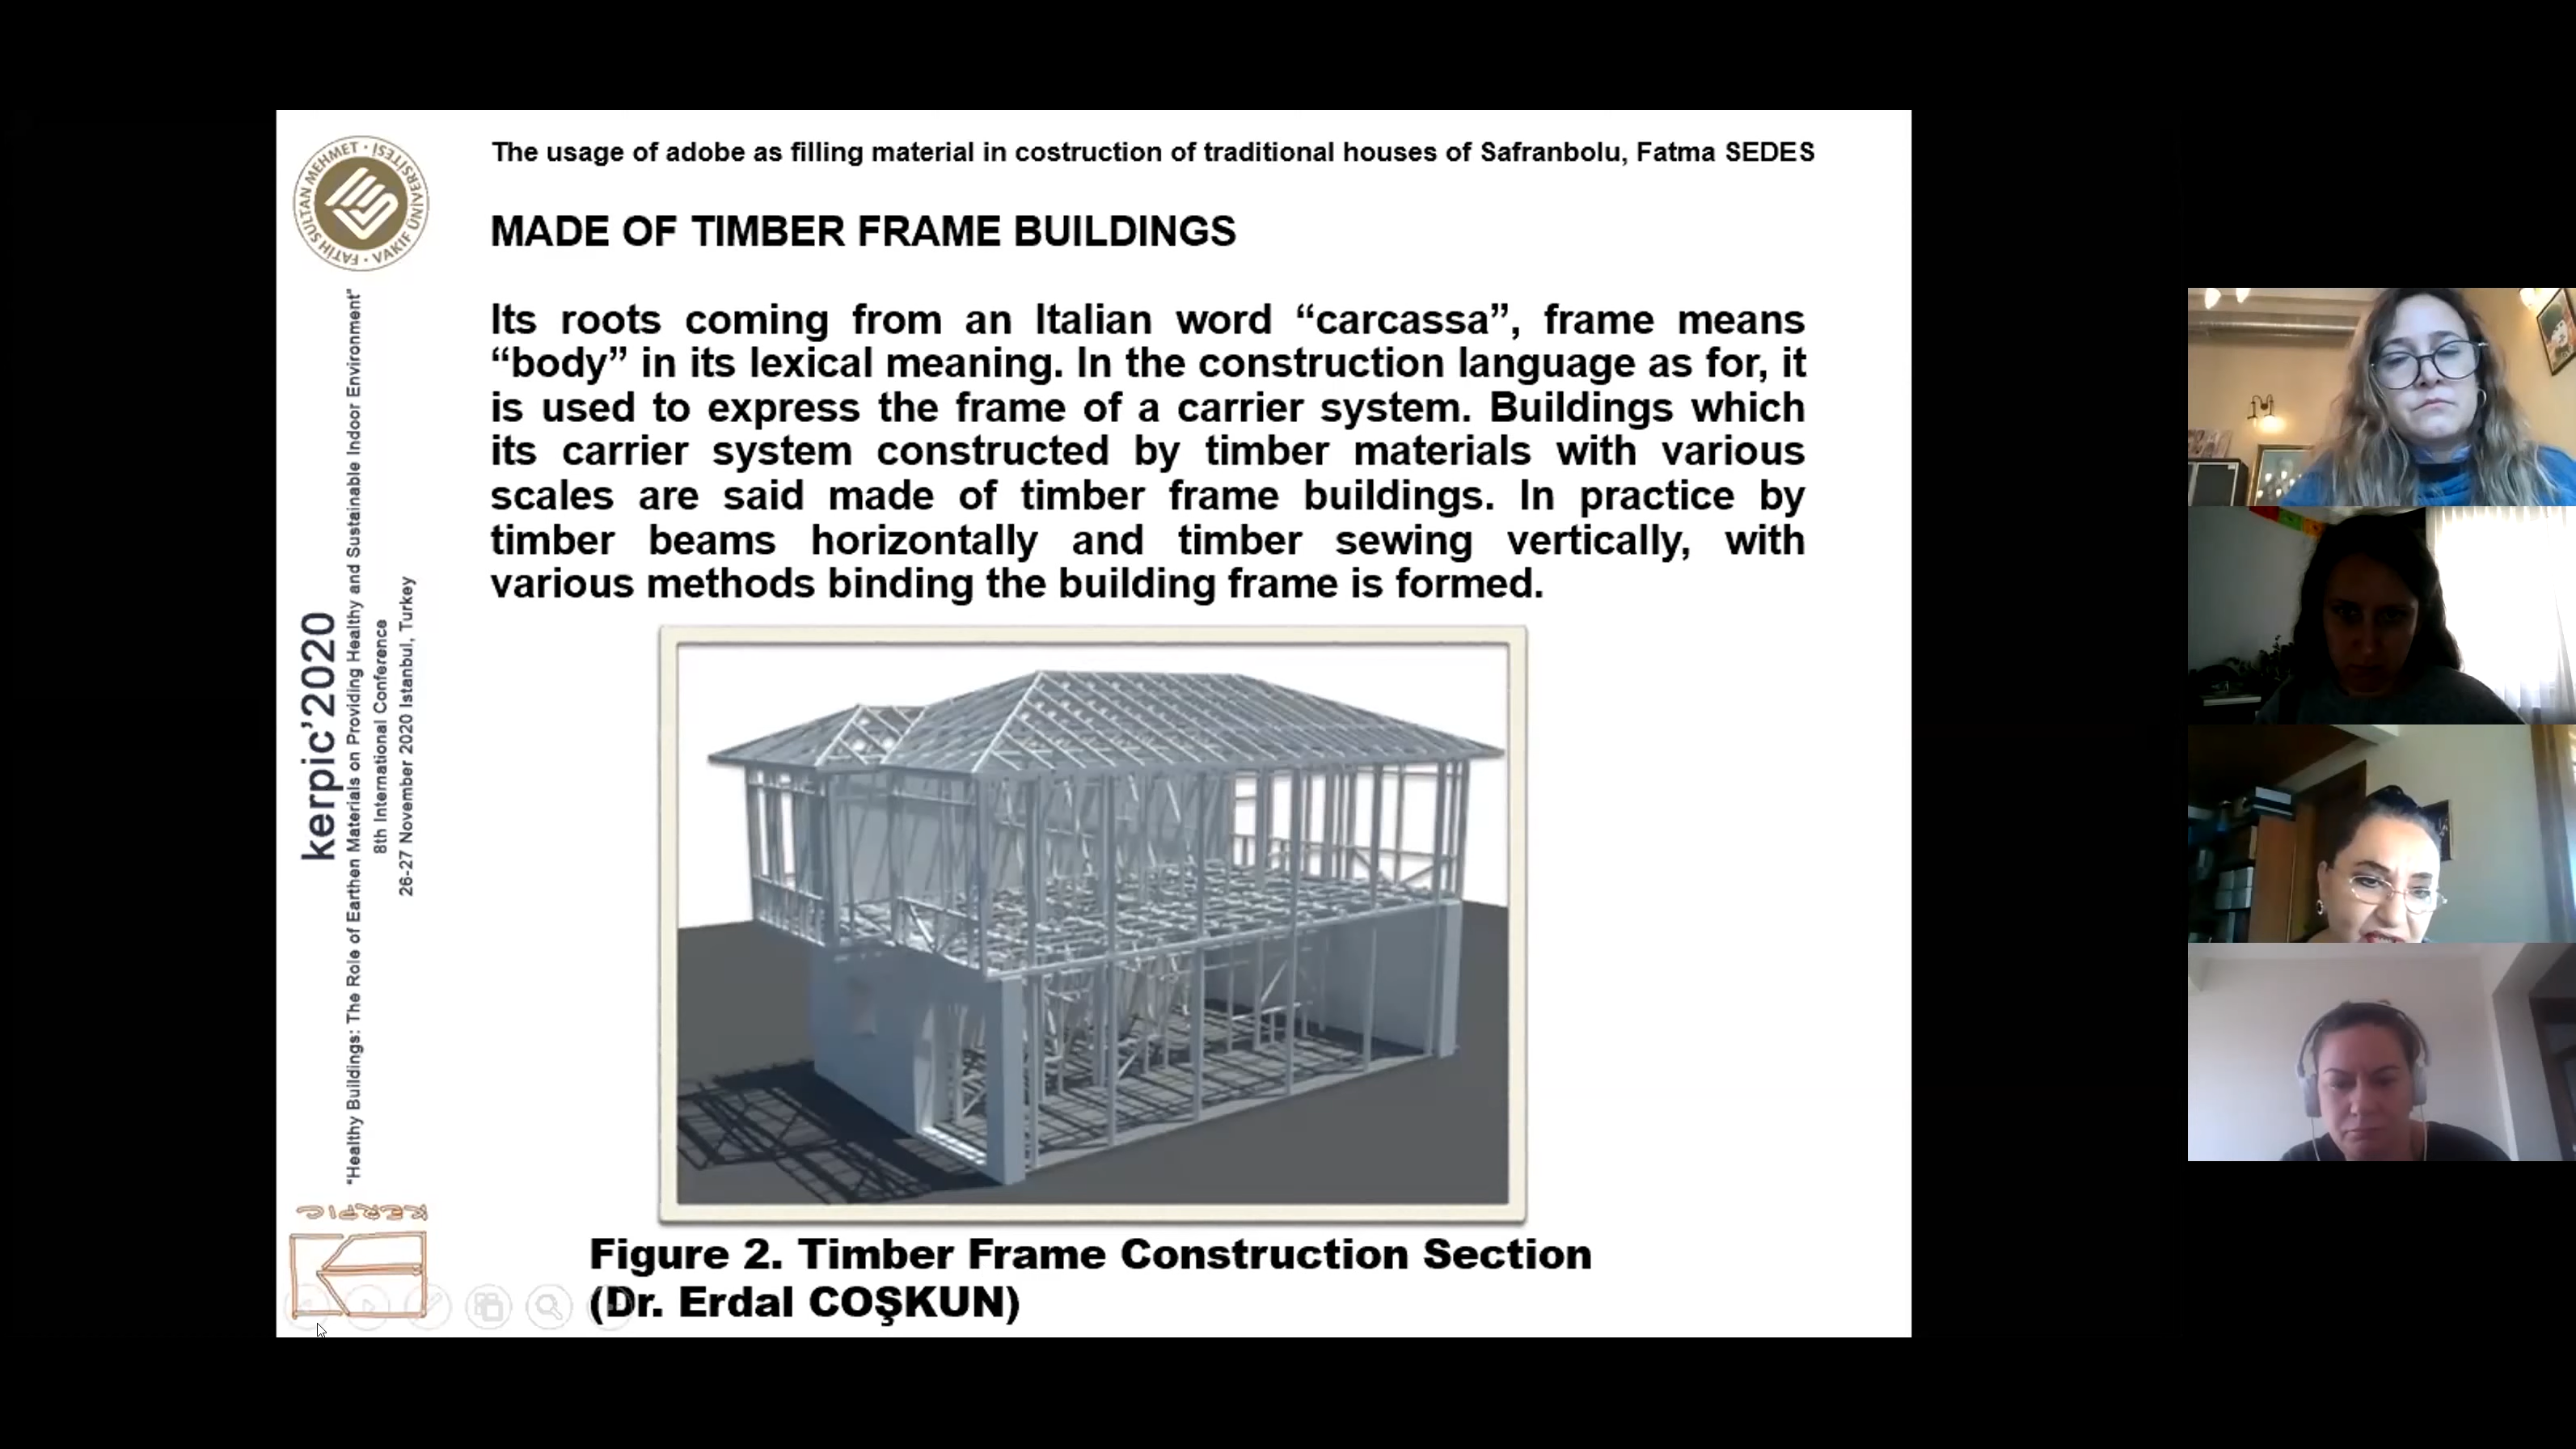 The usage of adobe as filling material in costruction of traditional houses of Safranbolu, Fatma SEDES
MADE OF TIMBER FRAME BUILDINGS
Its roots coming from an Italian word “carcassa”, frame means
“body” in its lexical meaning. In the construction language as for, it
is used to express the frame of a carrier system. Buildings which
its carrier system constructed by timber materials with various
scales are said made of timber frame buildings. In practice by
timber beams horizontally and timber sewing vertically, with
various methods binding the building frame is formed.
Figure 2. Timber Frame Construction Section
(Dr. Erdal COŞKUN)
FATİH SULTAN MEHMET • VAKIF ÜNİVERSİTESİ •
kerpic’2020
“Healthy Buildings: The Role of Earthen Materials on Providing Healthy and Sustainable Indoor Environment”
8th International Conference
26-27 November 2020 Istanbul, Turkey
KERPIC